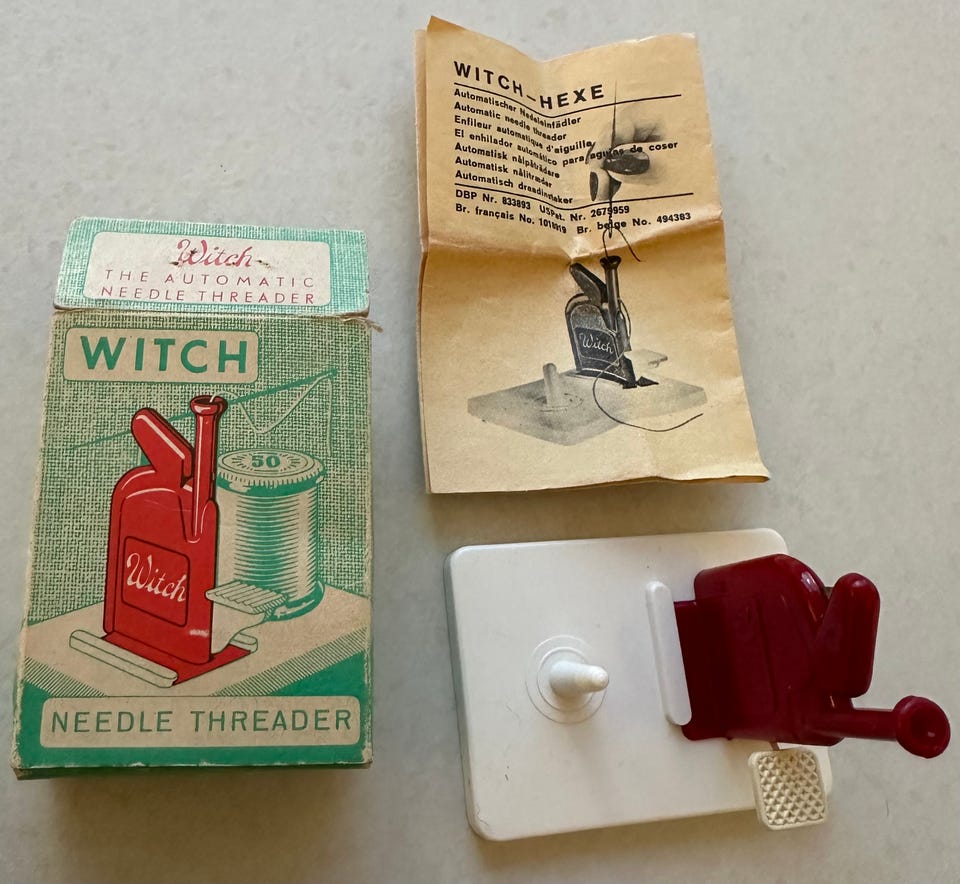 Witch
THE AUTOMATIC
NEEDLE THREADER
WITCH
50
Witch
NEEDLE THREADER
WITCH–HEXE
Automatischer Nadeleinfädler
Automatic needle threader
Enfileur automatique d'aiguille
El enhilador automático para agujas de coser
Automatisk nålpåträdare
Automatisk nålitræder
Automatisch draadinsteker
DBP Nr. 833893 USPat. Nr. 2679959
Br. français No. 1018919 Br. belge No. 494383
Witch